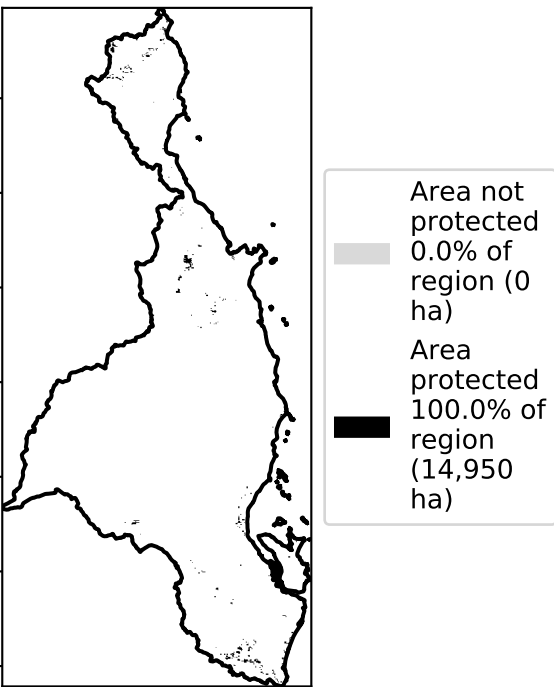 Area not
protected
0.0% of
region (0
ha)
Area
protected
100.0% of
region
(14,950
ha)